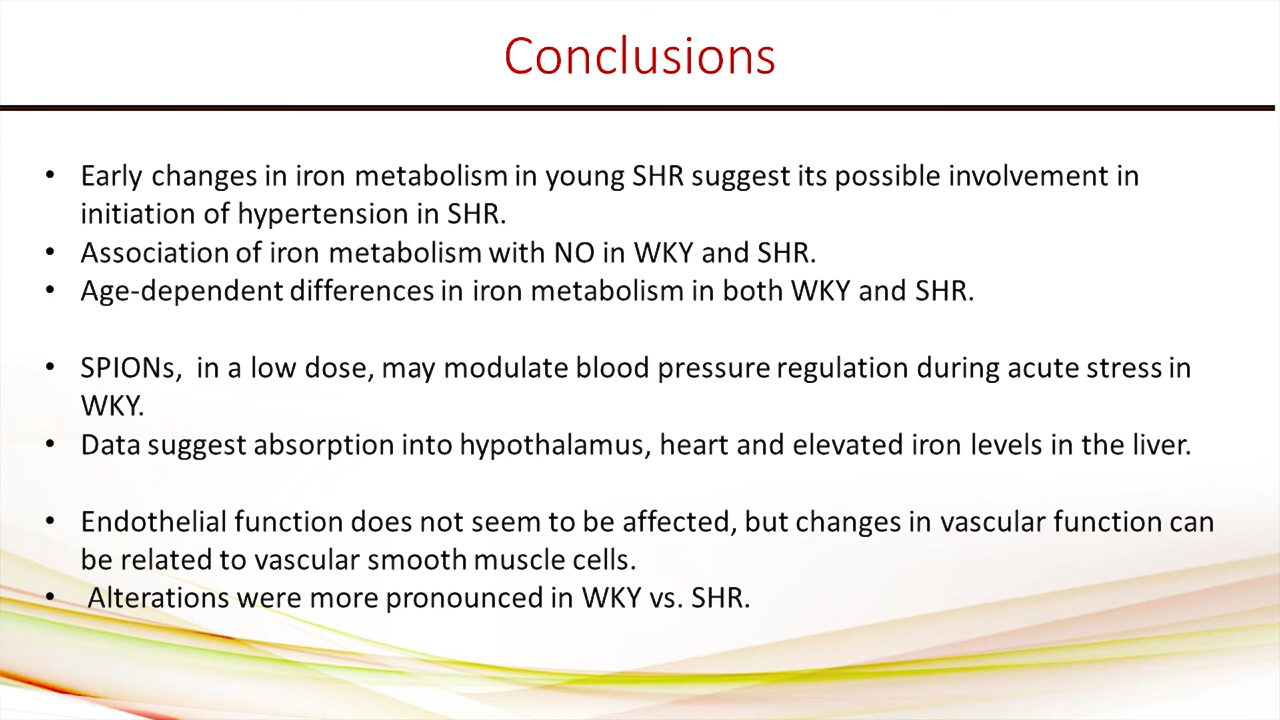 Conclusions
• Early changes in iron metabolism in young SHR suggest its possible involvement in
initiation of hypertension in SHR.
• Association of iron metabolism with NO in WKY and SHR.
• Age-dependent differences in iron metabolism in both WKY and SHR.
• SPIONs,  in a low dose, may modulate blood pressure regulation during acute stress in
WKY.
• Data suggest absorption into hypothalamus, heart and elevated iron levels in the liver.
• Endothelial function does not seem to be affected, but changes in vascular function can
be related to vascular smooth muscle cells.
• Alterations were more pronounced in WKY vs. SHR.